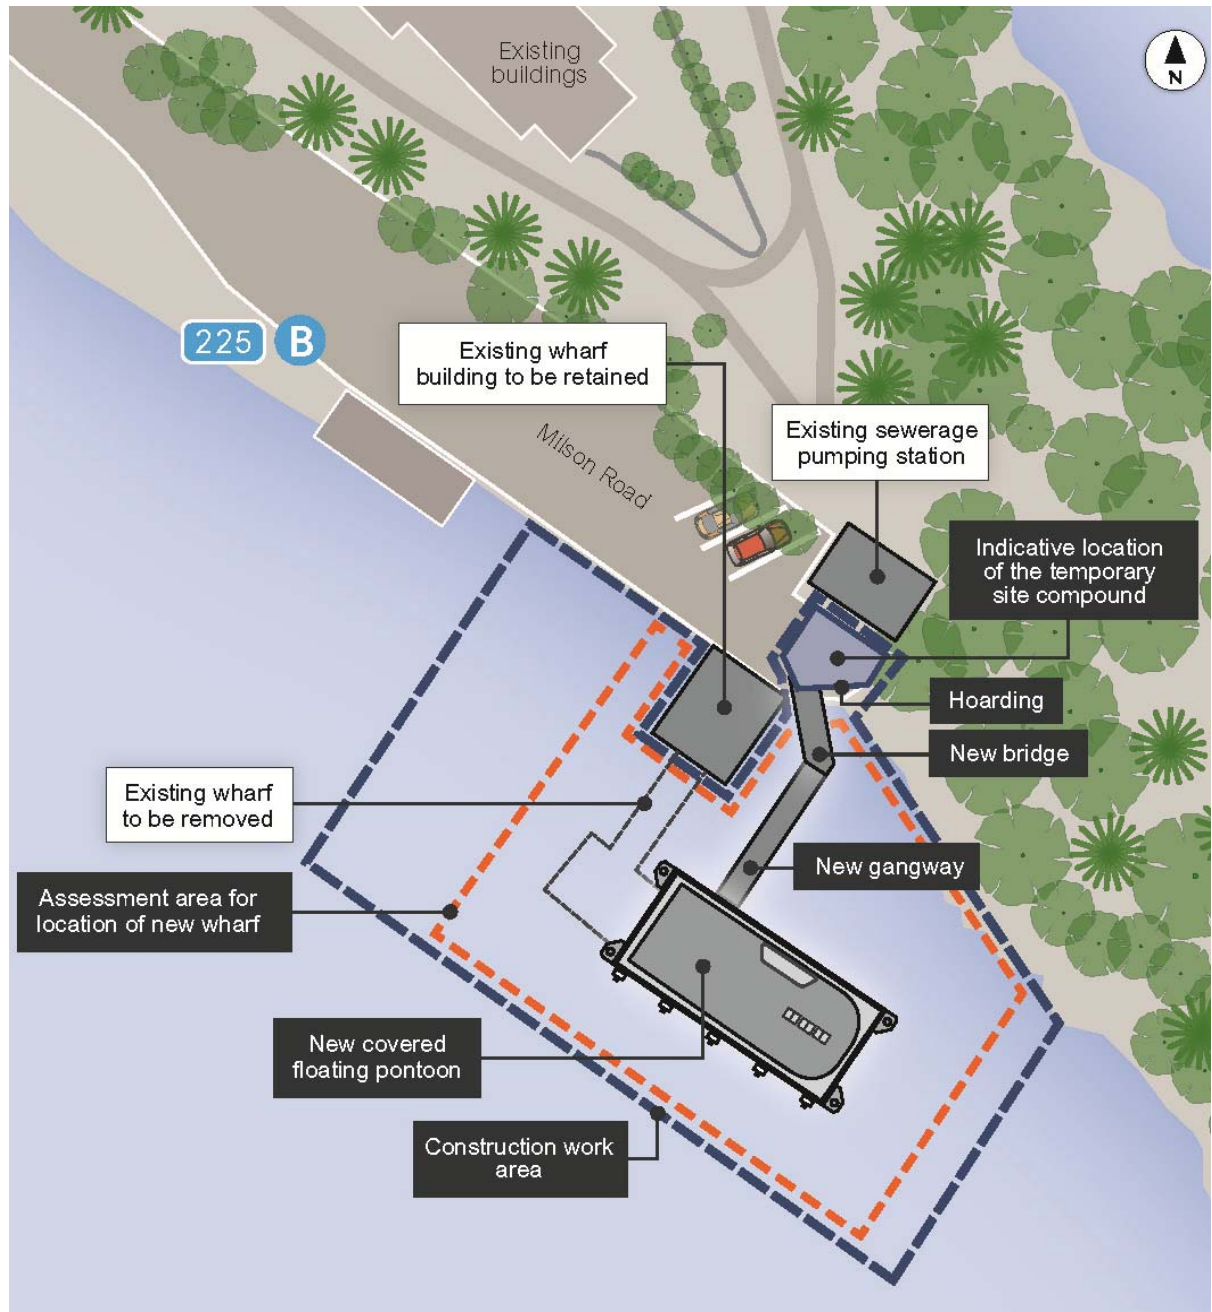 Existing
buildings
N
225 B
Existing wharf
building to be retained
Milson Road
Existing sewerage
pumping station
Indicative location
of the temporary
site compound
Hoarding
New bridge
Existing wharf
to be removed
New gangway
Assessment area for
location of new wharf
New covered
floating pontoon
Construction work
area